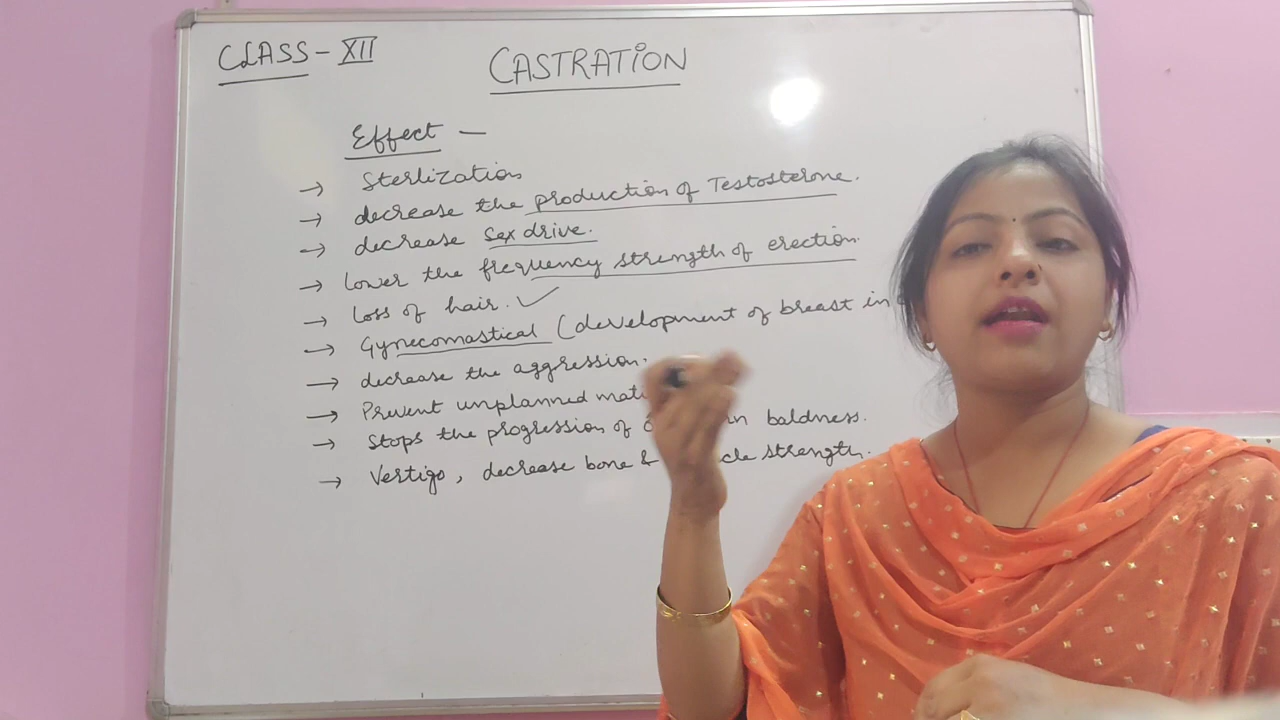 CLASS - XII
CASTRATION
Effect —
→ Sterlization
→ decrease the production of Testosterone.
→ decrease sex drive.
→ Lower the frequency strength of erection.
→ Loss of hair. ✓
→ Gynecomastical (development of breast in
→ decrease the aggression.
→ Prevent unplanned
→ Stops the progression of baldness.
→ Vertigo, decrease bone & strength.